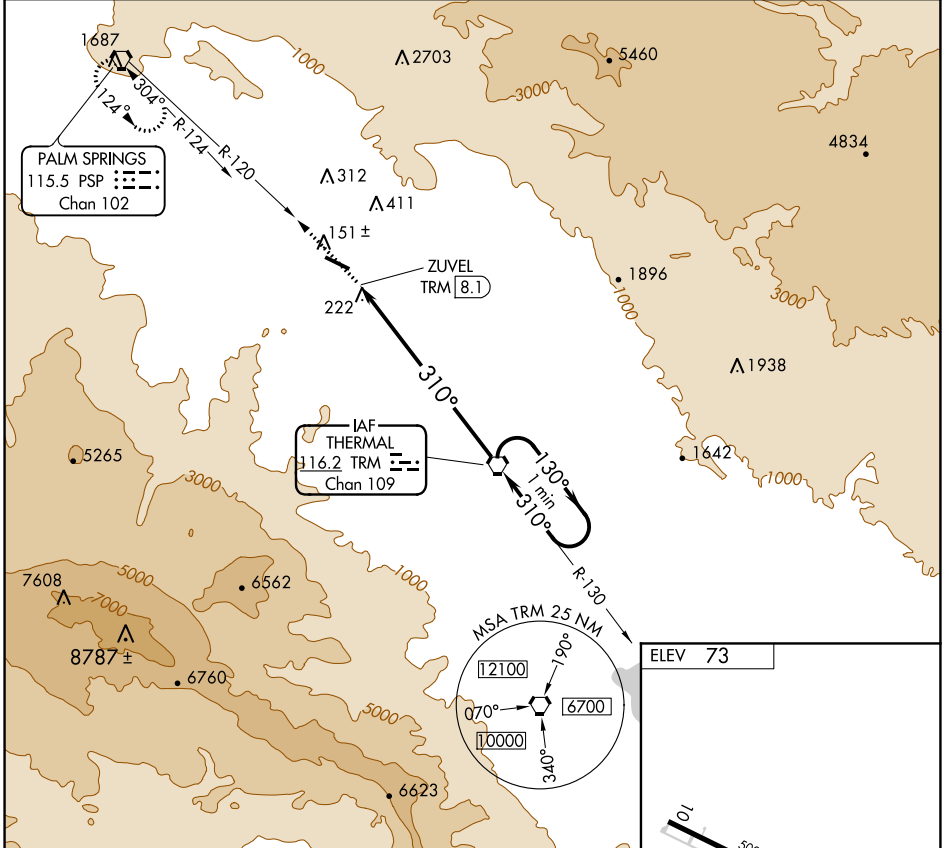 1687
2703
5460
1000
3000
4834
304°
124°
R-124
R-120
PALM SPRINGS
115.5 PSP
Chan 102
312
411
151 ±
ZUVEL
TRM 8.1
222
1896
1000
3000
310°
1938
IAF
THERMAL
116.2 TRM
Chan 109
5265
3000
130°
1 min
310°
1642
1000
R-130
7608
5000
7000
6562
1000
8787 ±
6760
5000
6623
MSA TRM 25 NM
12100
190°
070°
6700
10000
340°
ELEV 73
10